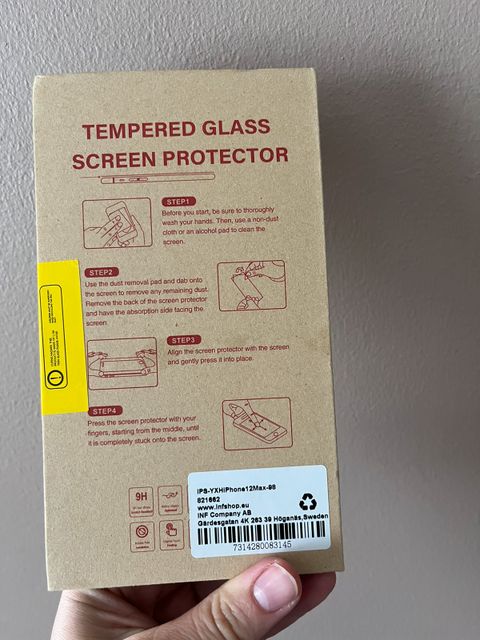 TEMPERED GLASS
SCREEN PROTECTOR
STEP1
Before you start, be sure to thoroughly
wash your hands. Then, use a non-dust
cloth or an alcohol pad to clean the
screen.
STEP2
Use the dust removal pad and dab onto
the screen to remove any remaining dust.
Remove the back of the screen protector
and have the absorption side facing the
screen.
STEP3
Align the screen protector with the screen
and gently press it into place.
STEP4
Press the screen protector with your
fingers, starting from the middle, until
it is completely stuck onto the screen.
9H
IPS-YXHiPhone12Max-98
821662
www.infshop.eu
INF Company AB
Gärdesgatan 4K 263 39 Höganäs,Sweden
7314280083145